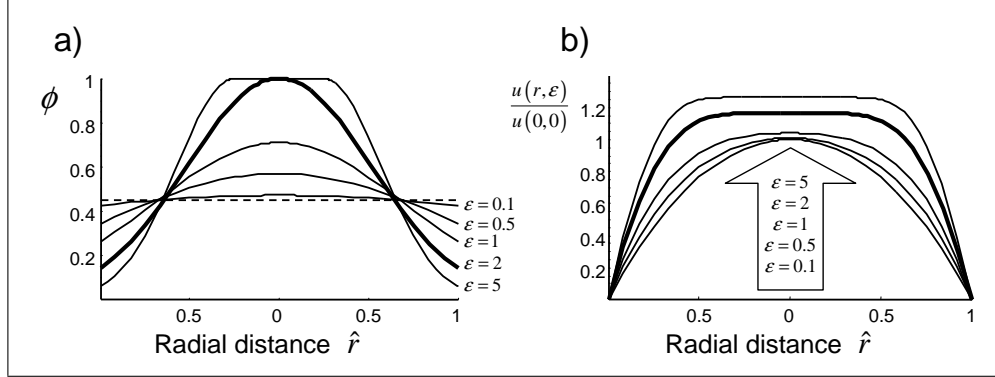 a)
ϕ
1
0.8
0.6
0.4
0.2
ε = 0.1
ε = 0.5
ε = 1
ε = 2
ε = 5
0.5
0
0.5
1
Radial distance r̂
b)
u(r,ε)
u(0,0)
1.2
1
0.8
0.6
0.4
0.2
ε = 5
ε = 2
ε = 1
ε = 0.5
ε = 0.1
0.5
0
0.5
1
Radial distance r̂